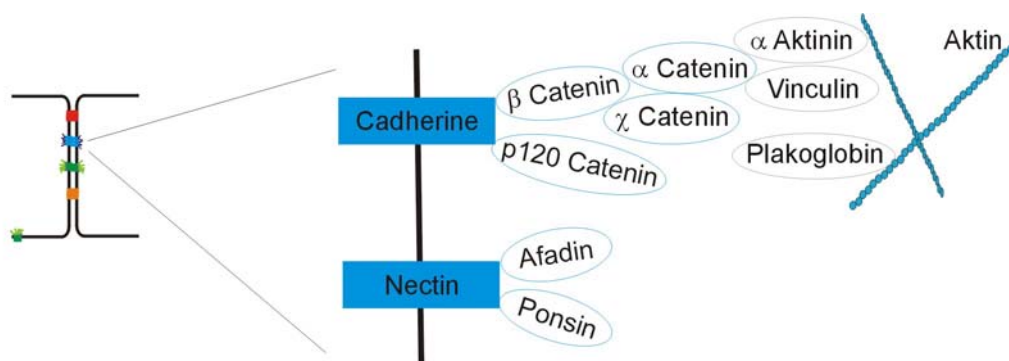 α Aktinin
Aktin
α Catenin
β Catenin
Vinculin
Cadherine
χ Catenin
p120 Catenin
Plakoglobin
Afadin
Nectin
Ponsin